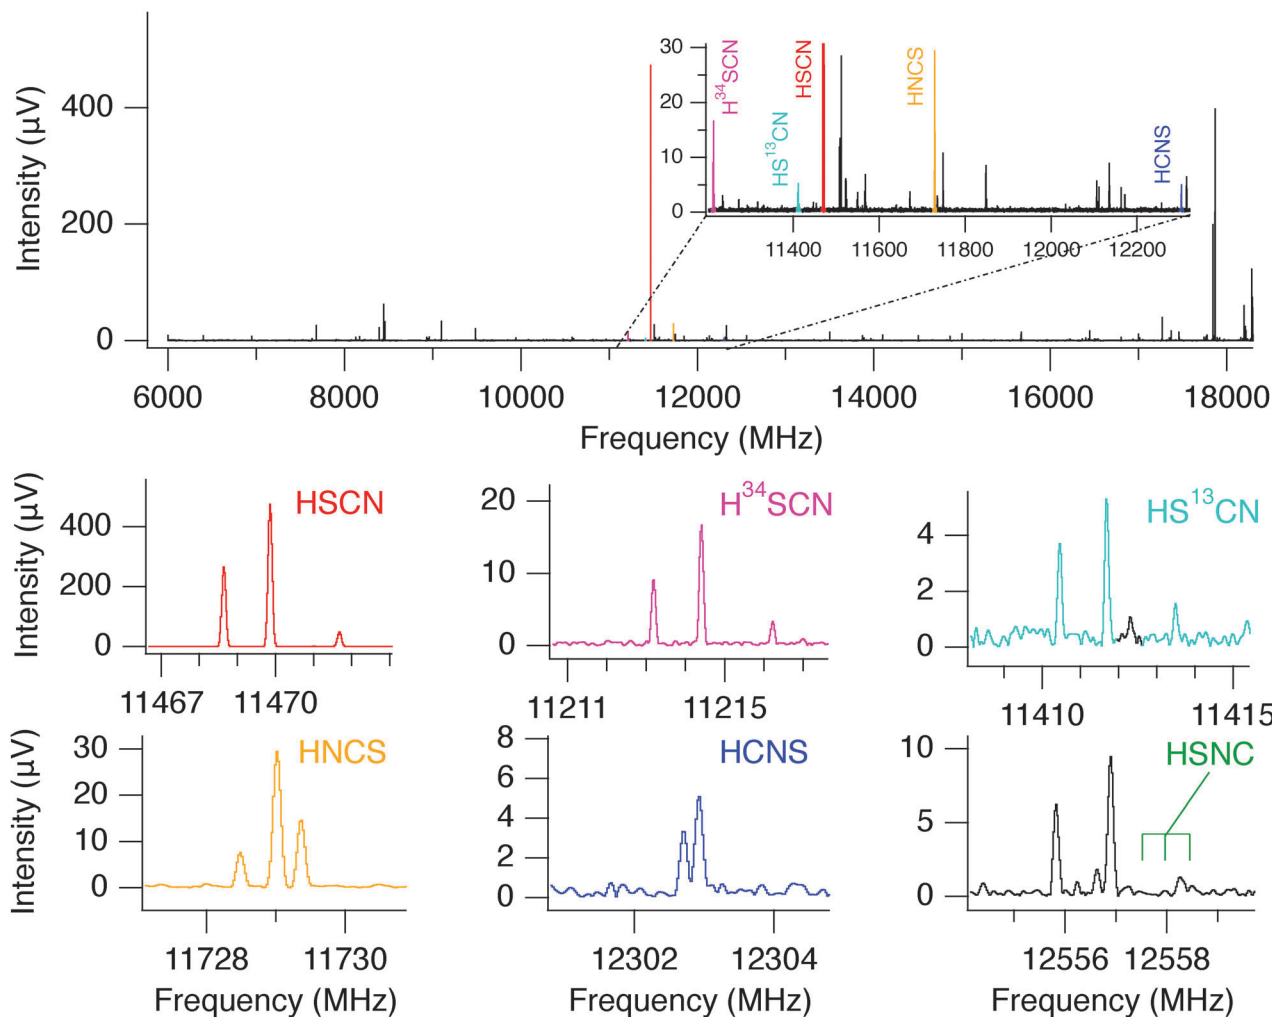 Intensity (μV)
400
200
0
6000 8000 10000 12000 14000 16000 18000
Frequency (MHz)
30
20
10
0
H³⁴SCN
HS¹³CN
HSCN
HNCS
HCNS
11400 11600 11800 12000 12200
Intensity (μV)
400
200
0
HSCN
11467 11470
20
10
0
H³⁴SCN
11211 11215
4
2
0
HS¹³CN
11410 11415
Intensity (μV)
30
20
10
0
HNCS
11728 11730
Frequency (MHz)
8
6
4
2
0
HCNS
12302 12304
Frequency (MHz)
10
5
0
HSNC
12556 12558
Frequency (MHz)